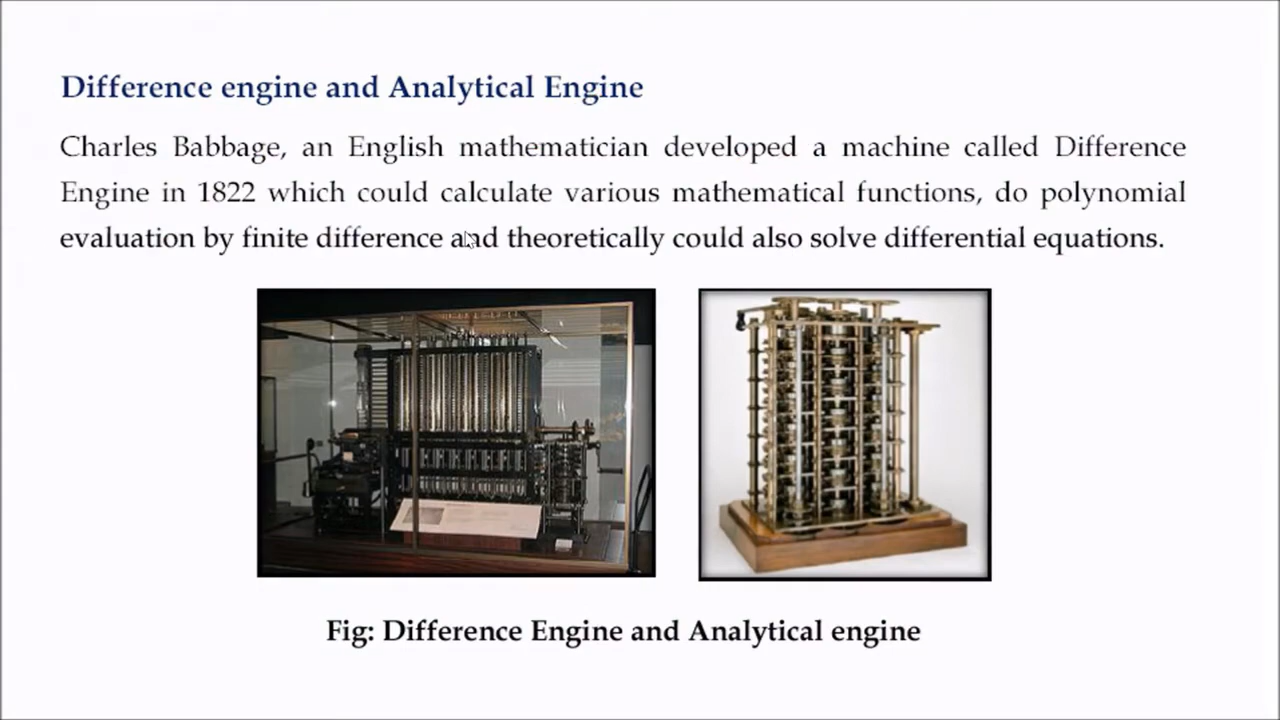 Difference engine and Analytical Engine
Charles Babbage, an English mathematician developed a machine called Difference
Engine in 1822 which could calculate various mathematical functions, do polynomial
evaluation by finite difference and theoretically could also solve differential equations.
Fig: Difference Engine and Analytical engine